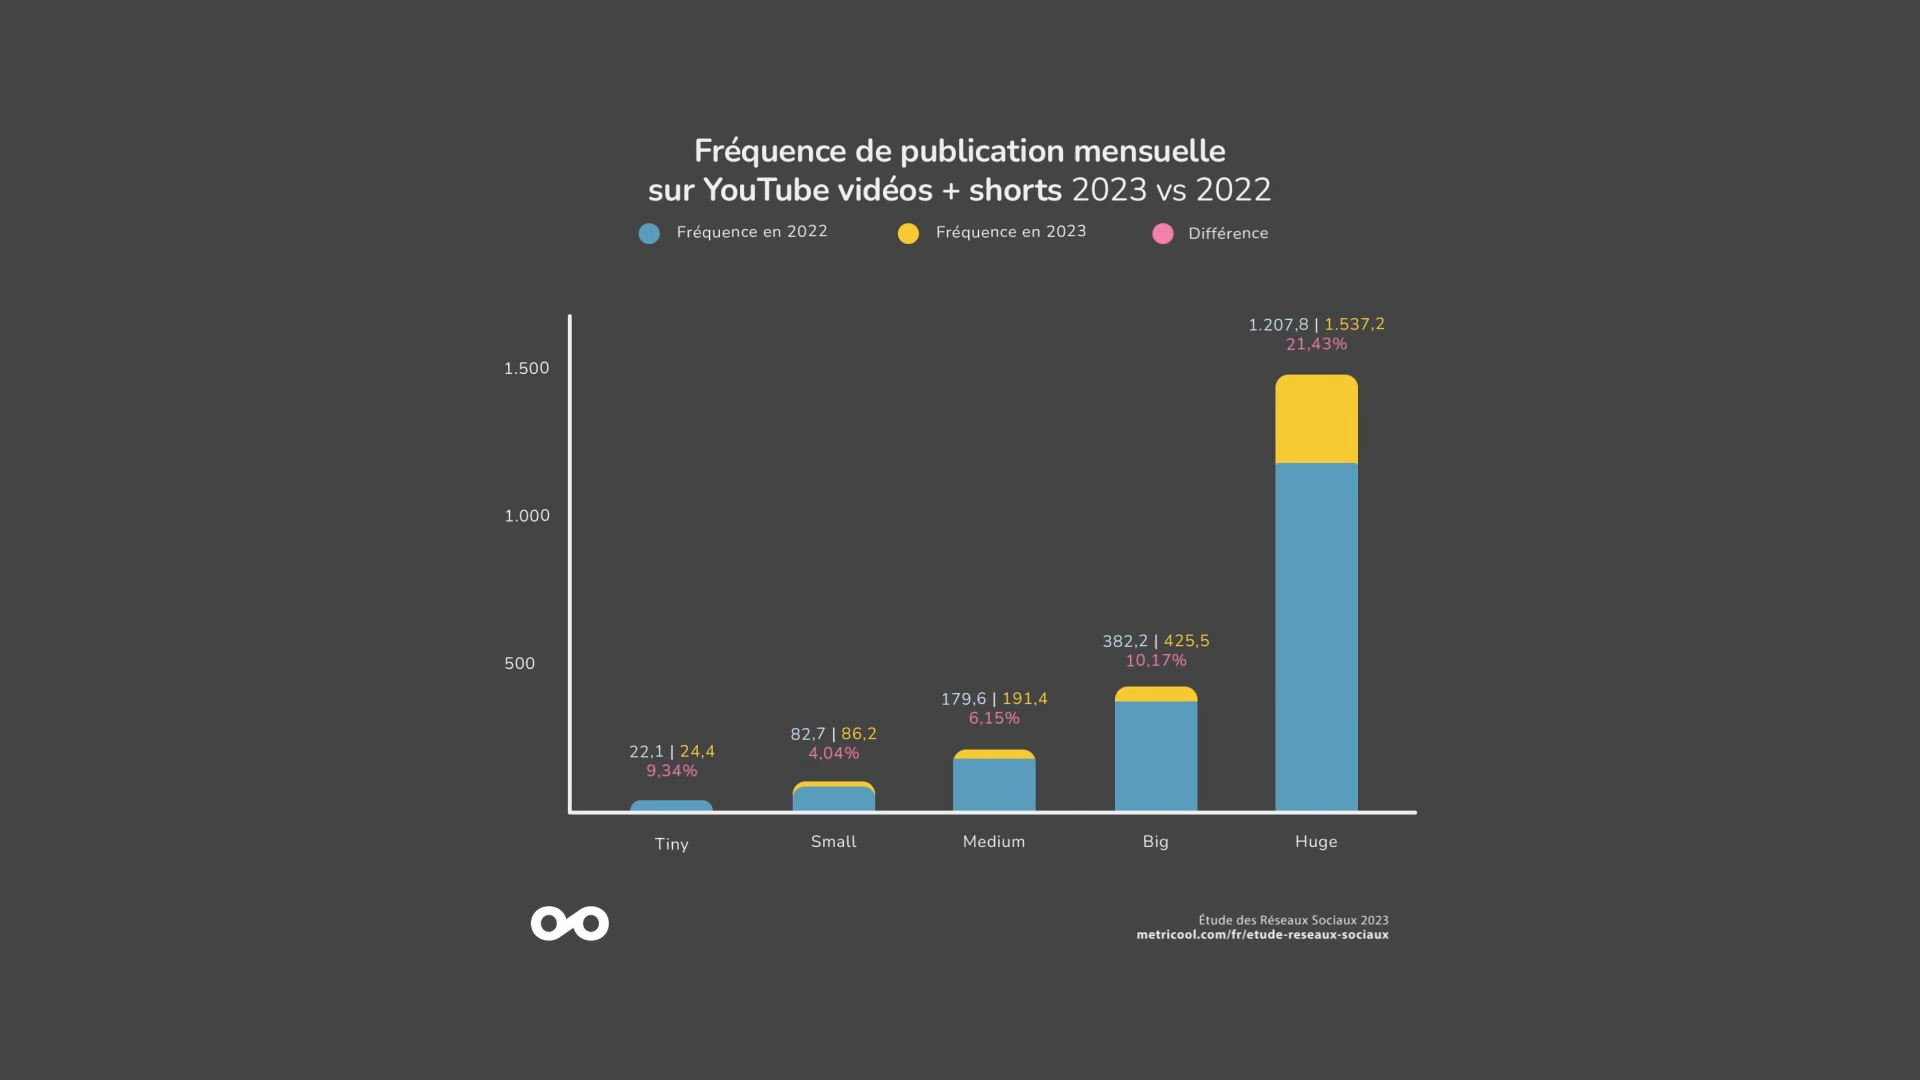 Fréquence de publication mensuelle
sur YouTube vidéos + shorts 2023 vs 2022
Fréquence en 2022
Fréquence en 2023
Différence
1.207,8 | 1.537,2
21,43%
1.500
1.000
382,2 | 425,5
10,17%
500
179,6 | 191,4
6,15%
82,7 | 86,2
4,04%
22,1 | 24,4
9,34%
Tiny
Small
Medium
Big
Huge
Étude des Réseaux Sociaux 2023
metricool.com/fr/etude-reseaux-sociaux